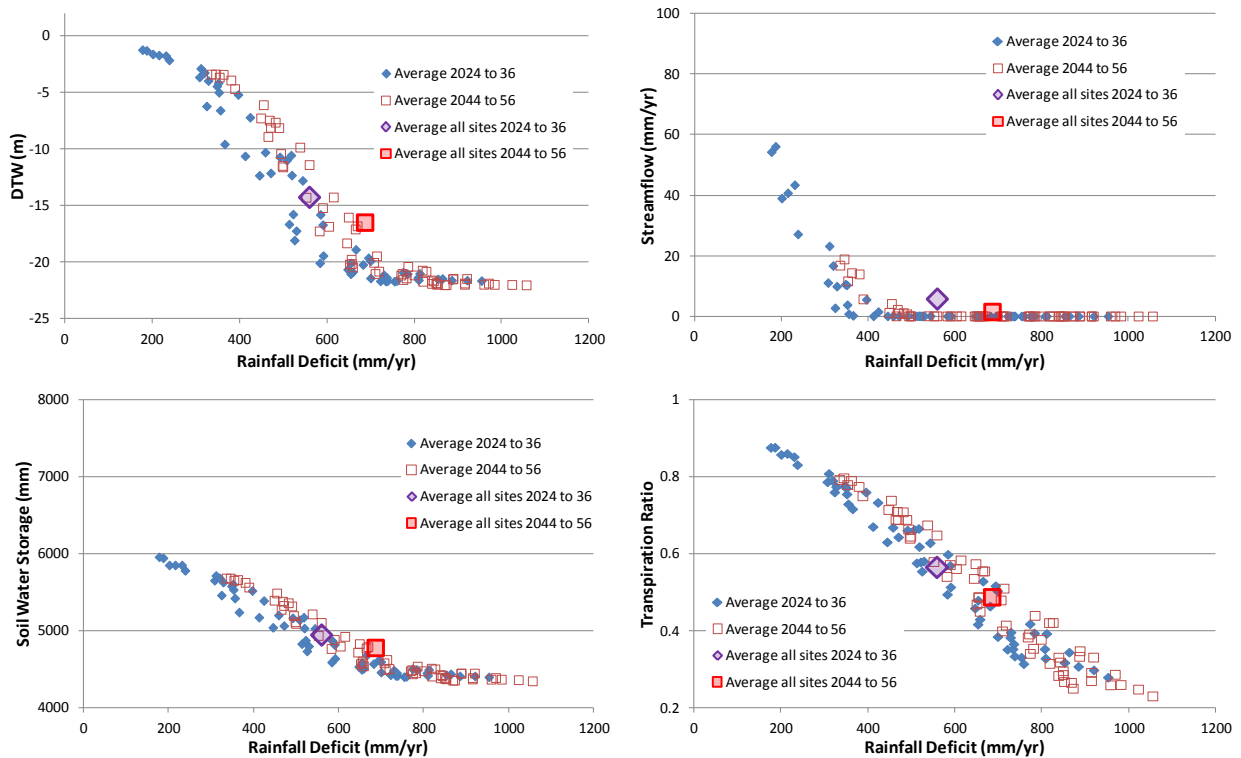 0
-5
-10
-15
-20
-25
DTW (m)
0 200 400 600 800 1000 1200
Rainfall Deficit (mm/yr)
Average 2024 to 36
Average 2044 to 56
Average all sites 2024 to 36
Average all sites 2044 to 56
100
80
60
40
20
0
Streamflow (mm/yr)
0 200 400 600 800 1000 1200
Rainfall Deficit (mm/yr)
Average 2024 to 36
Average 2044 to 56
Average all sites 2024 to 36
Average all sites 2044 to 56
8000
7000
6000
5000
4000
Soil Water Storage (mm)
0 200 400 600 800 1000 1200
Rainfall Deficit (mm/yr)
Average 2024 to 36
Average 2044 to 56
Average all sites 2024 to 36
Average all sites 2044 to 56
1
0.8
0.6
0.4
0.2
Transpiration Ratio
0 200 400 600 800 1000 1200
Rainfall Deficit (mm/yr)
Average 2024 to 36
Average 2044 to 56
Average all sites 2024 to 36
Average all sites 2044 to 56